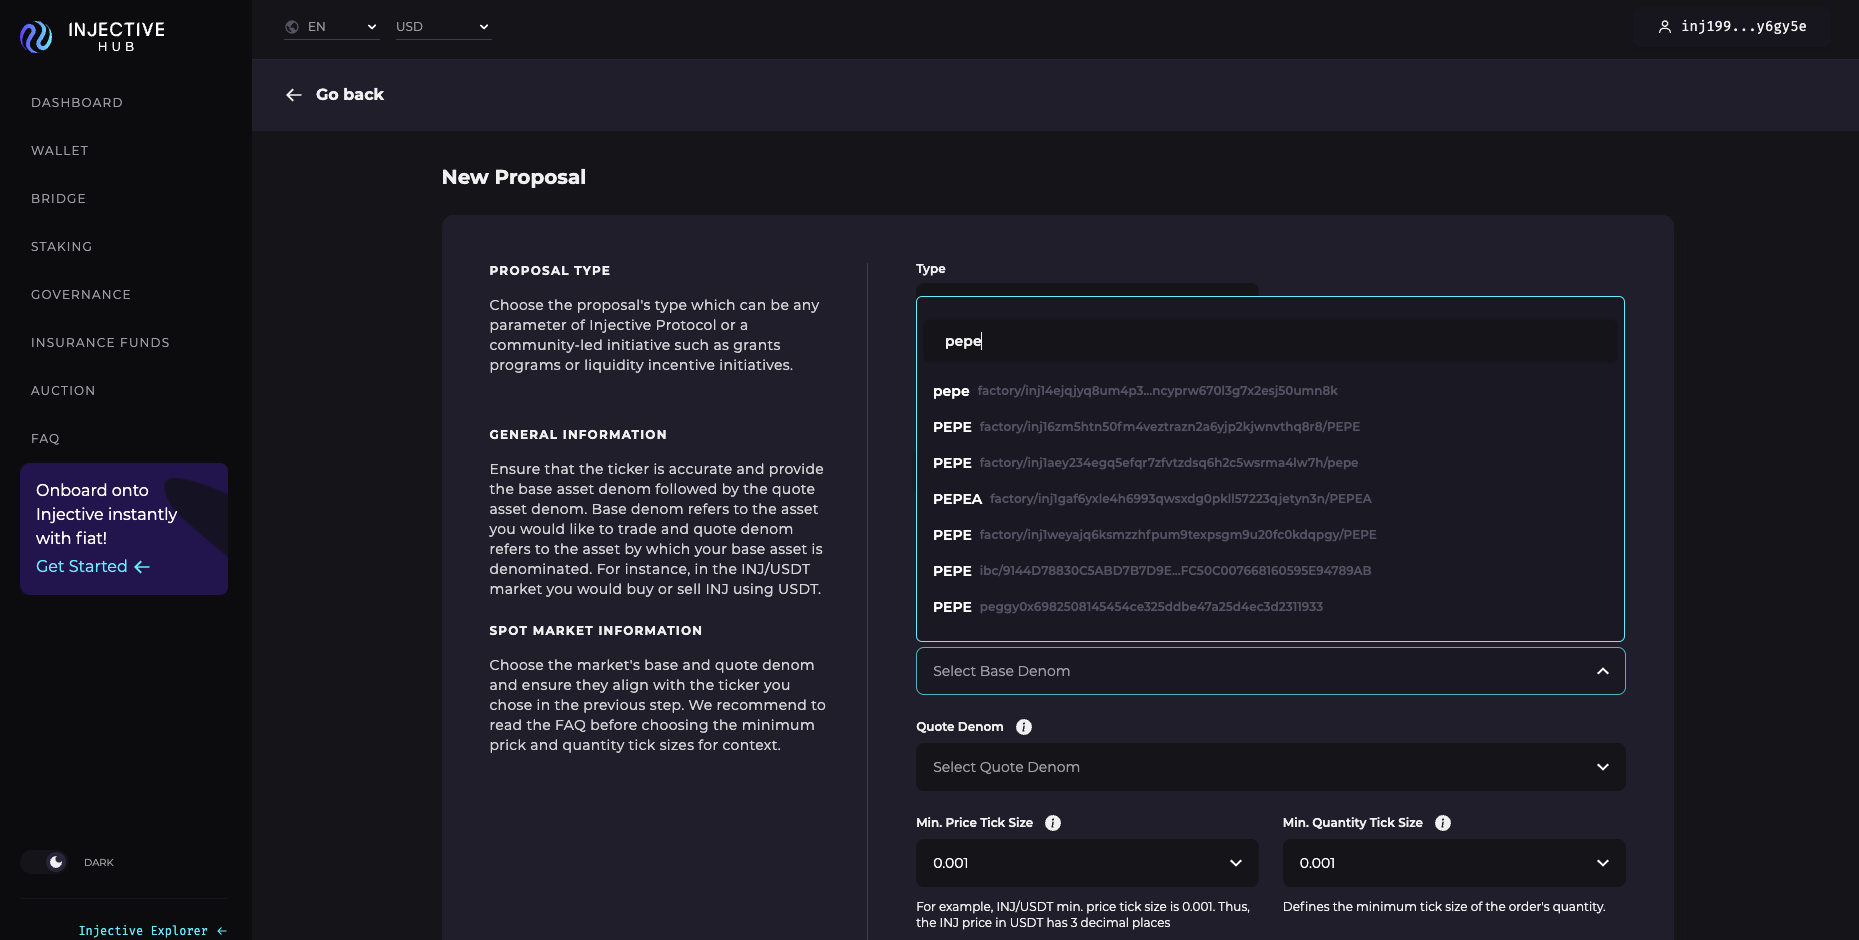 INJECTIVE
HUB
EN
USD
inj199...y6gy5e
Go back
DASHBOARD
WALLET
BRIDGE
STAKING
GOVERNANCE
INSURANCE FUNDS
AUCTION
FAQ
Onboard onto
Injective instantly
with fiat!
Get Started
DARK
Injective Explorer
New Proposal
PROPOSAL TYPE
Choose the proposal's type which can be any
parameter of Injective Protocol or a
community-led initiative such as grants
programs or liquidity incentive initiatives.
GENERAL INFORMATION
Ensure that the ticker is accurate and provide
the base asset denom followed by the quote
asset denom. Base denom refers to the asset
you would like to trade and quote denom
refers to the asset by which your base asset is
denominated. For instance, in the INJ/USDT
market you would buy or sell INJ using USDT.
SPOT MARKET INFORMATION
Choose the market's base and quote denom
and ensure they align with the ticker you
chose in the previous step. We recommend to
read the FAQ before choosing the minimum
prick and quantity tick sizes for context.
Type
pepe
pepe factory/inj14ejqjyq8um4p3...ncyprw670l3g7x2esj50umn8k
PEPE factory/inj16zm5htn50fm4veztrazn2a6yjp2kjwnvthq8r8/PEPE
PEPE factory/inj1aey234egq5efqr7zfvtzdsq6h2c5wsrma4lw7h/pepe
PEPEA factory/inj1gaf6yxle4h6993qwsxdg0pkll57223qjetyn3n/PEPEA
PEPE factory/inj1weyajq6ksmzzhfpum9texpsgm9u20fc0kdqpgy/PEPE
PEPE ibc/9144D78830C5ABD7B7D9E...FC50C007668160595E94789AB
PEPE peggy0x6982508145454ce325ddbe47a25d4ec3d2311933
Select Base Denom
Quote Denom
Select Quote Denom
Min. Price Tick Size
0.001
For example, INJ/USDT min. price tick size is 0.001. Thus,
the INJ price in USDT has 3 decimal places
Min. Quantity Tick Size
0.001
Defines the minimum tick size of the order's quantity.